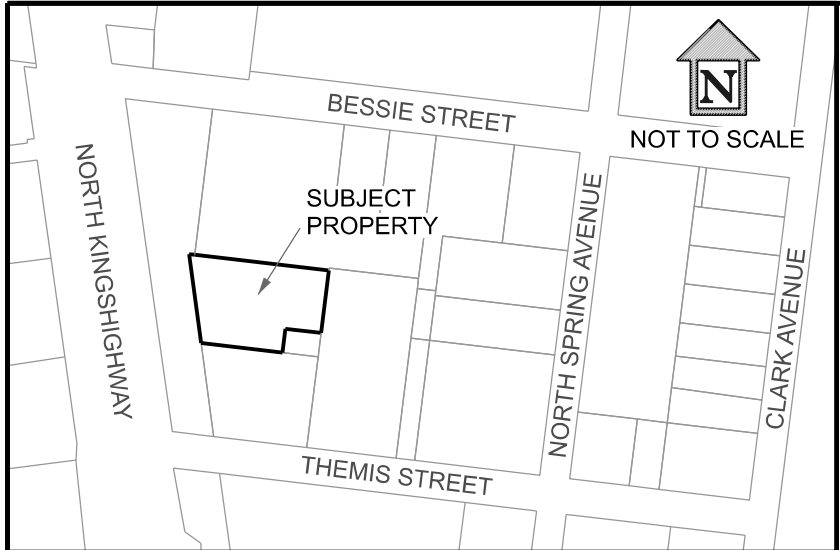 BESSIE STREET
N
NOT TO SCALE
NORTH KINGSHIGHWAY
SUBJECT
PROPERTY
NORTH SPRING AVENUE
CLARK AVENUE
THEMIS STREET